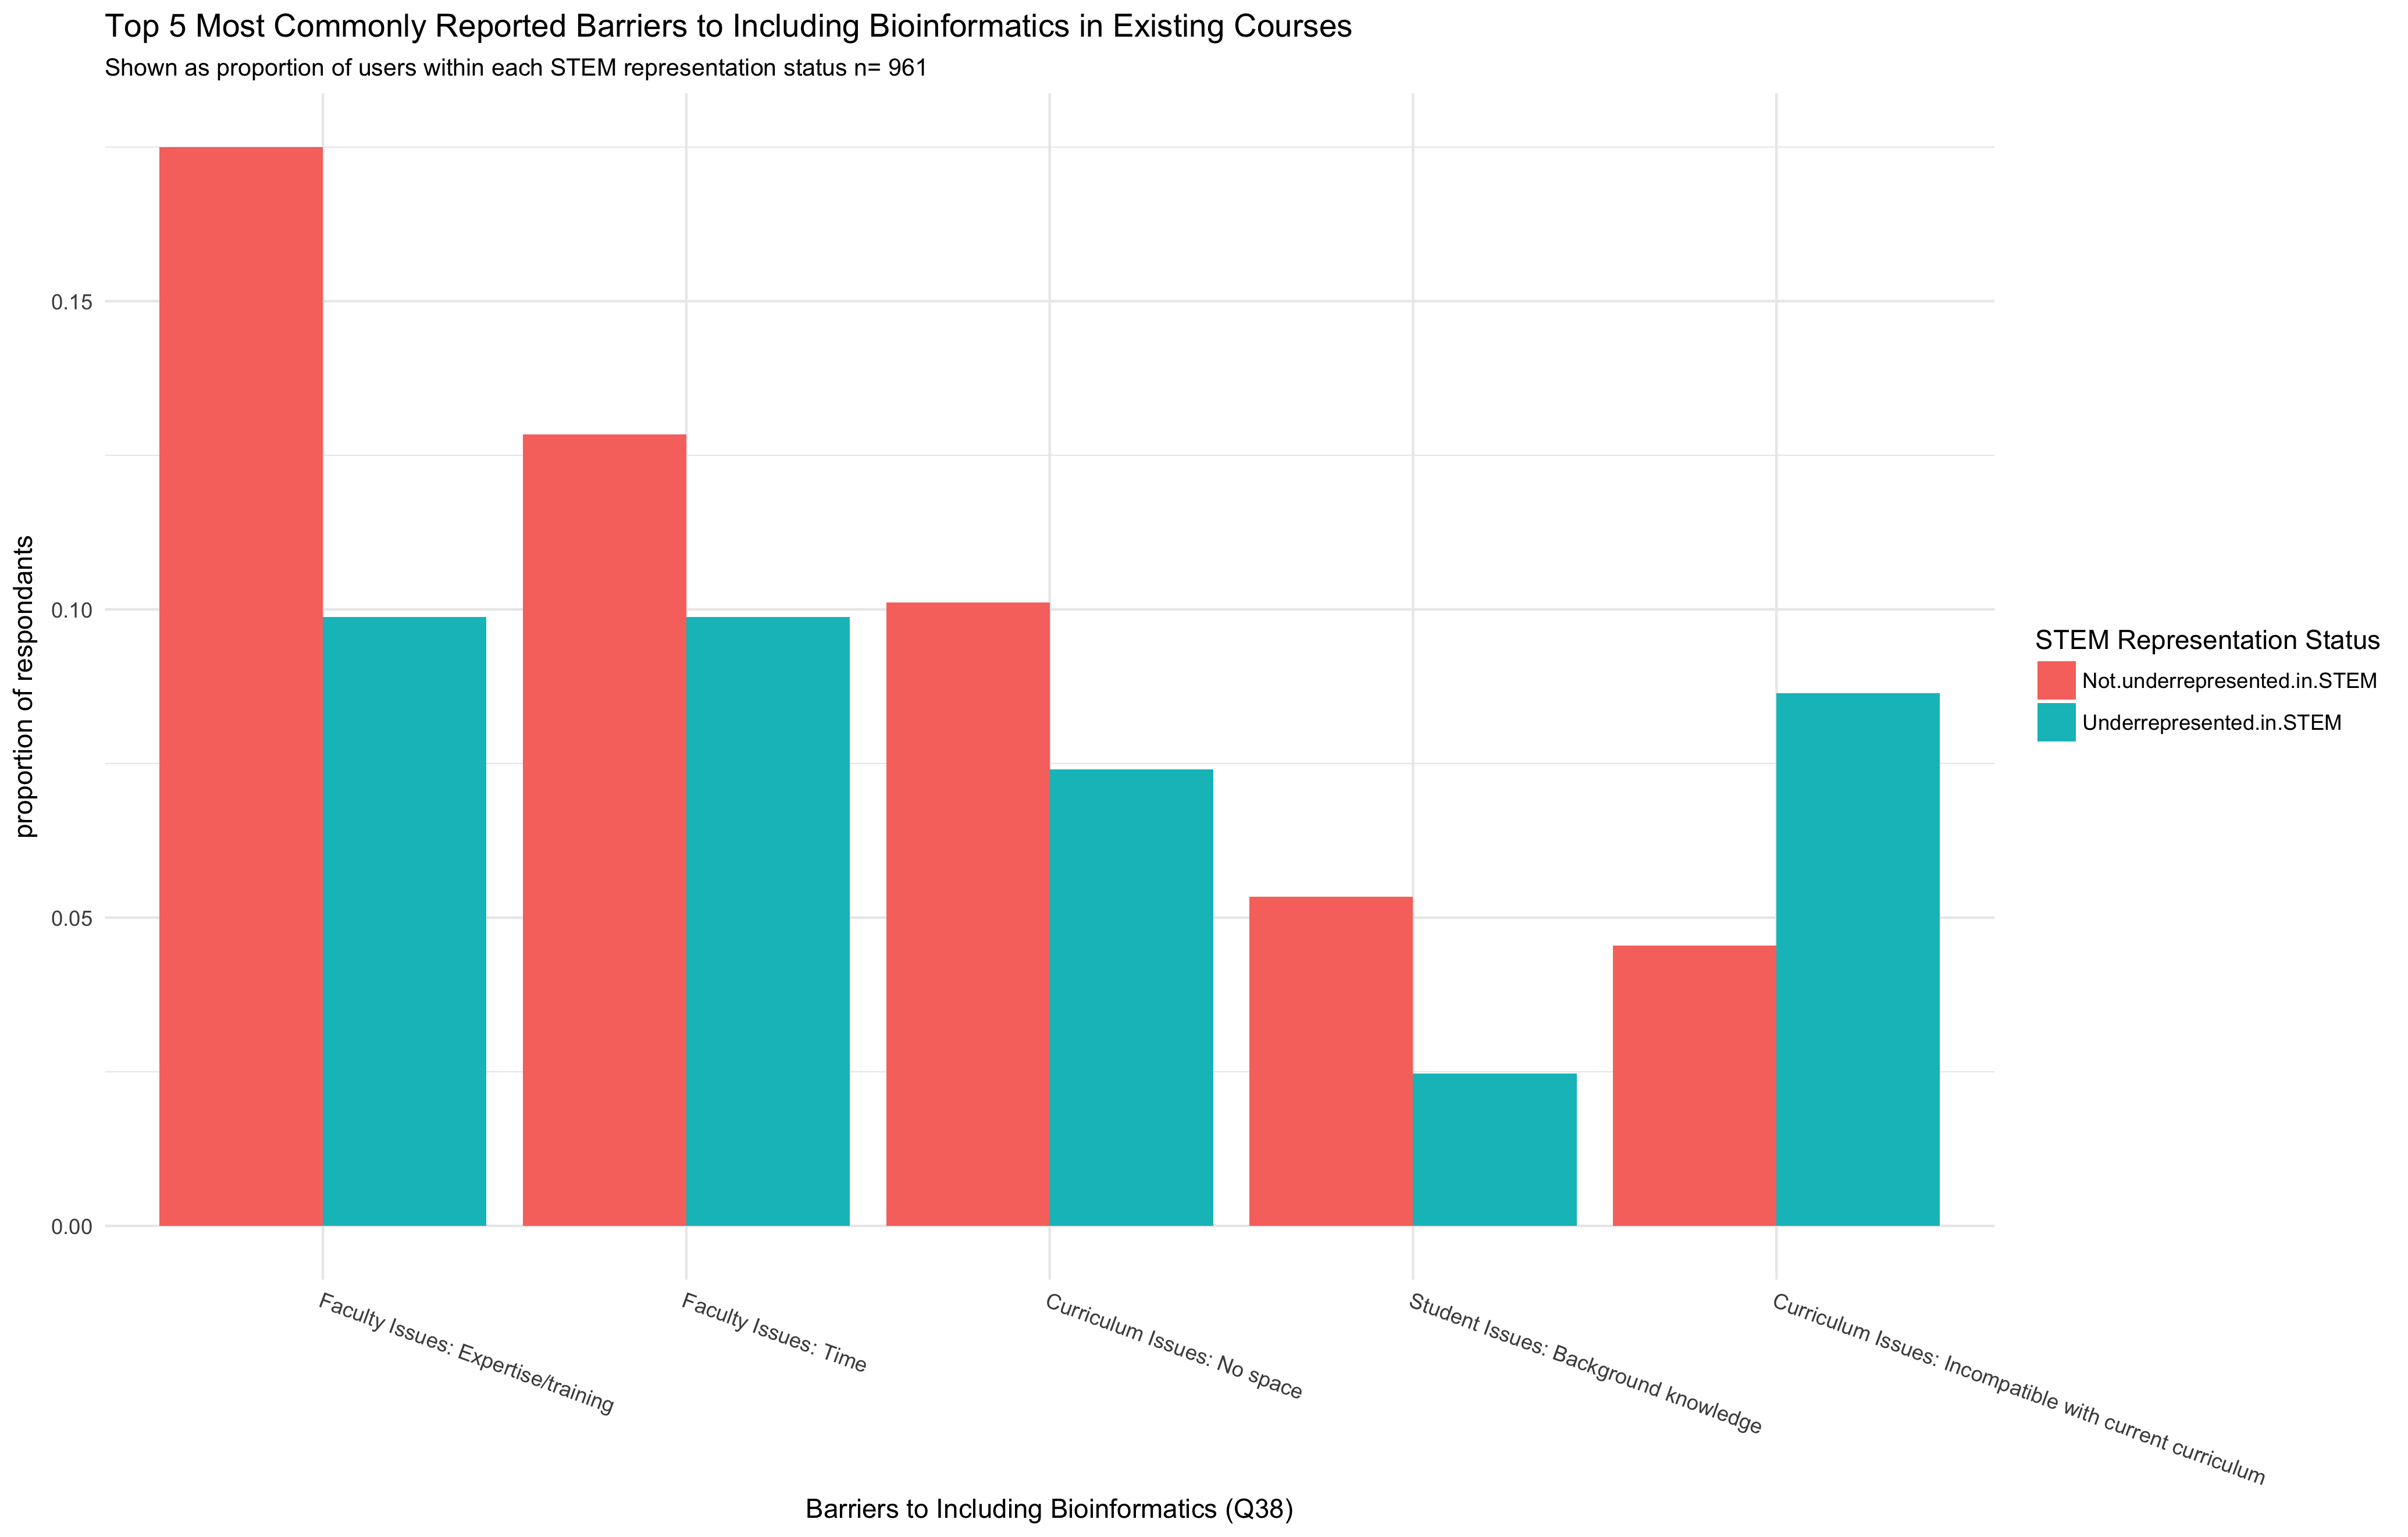 Top 5 Most Commonly Reported Barriers to Including Bioinformatics in Existing Courses
Shown as proportion of users within each STEM representation status n= 961
proportion of respondants
0.15
0.10
0.05
0.00
STEM Representation Status
Not.underrepresented.in.STEM
Underrepresented.in.STEM
Faculty Issues: Expertise/training
Faculty Issues: Time
Curriculum Issues: No space
Student Issues: Background knowledge
Curriculum Issues: Incompatible with current curriculum
Barriers to Including Bioinformatics (Q38)